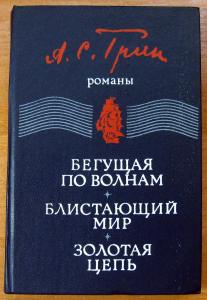 А.С. Грин
романы
БЕГУЩАЯ
ПО ВОЛНАМ
БЛИСТАЮЩИЙ
МИР
ЗОЛОТАЯ
ЦЕПЬ